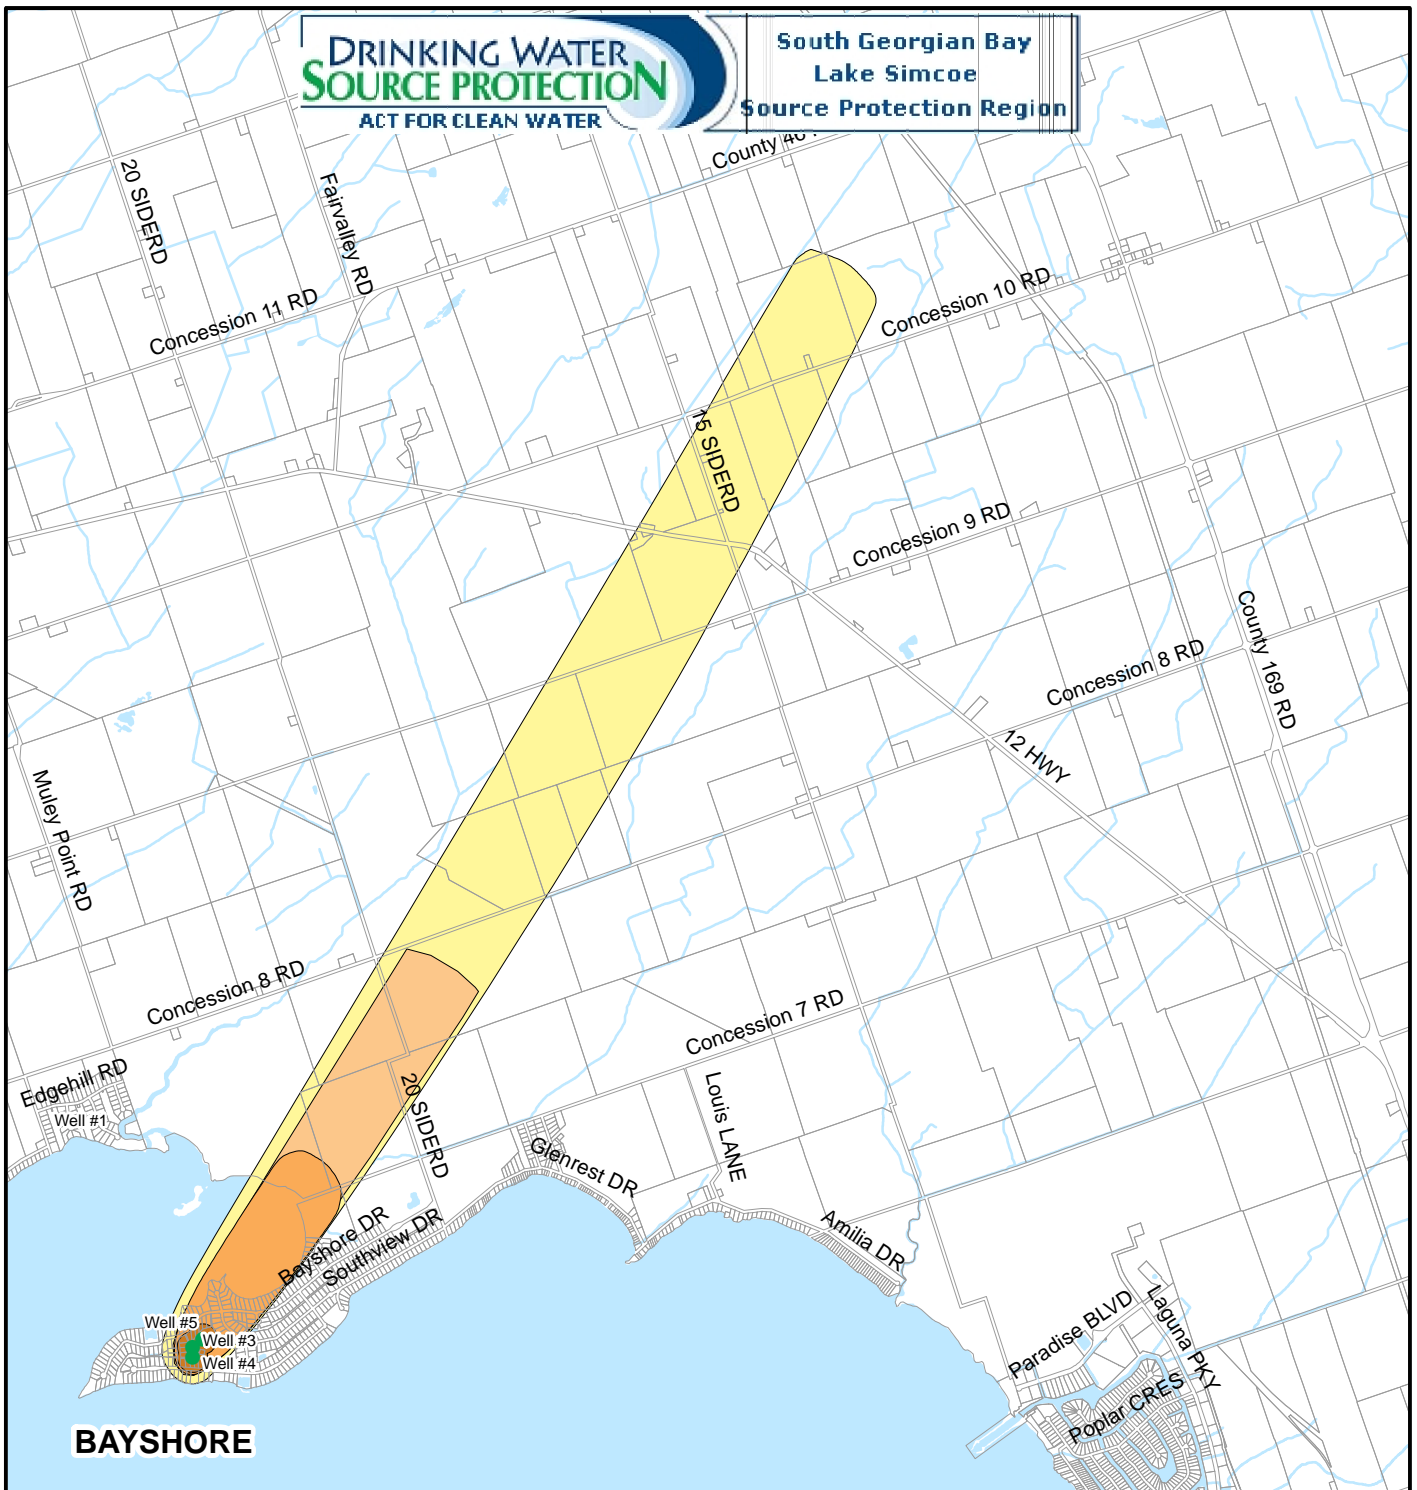 DRINKING WATER
SOURCE PROTECTION
ACT FOR CLEAN WATER
South Georgian Bay
Lake Simcoe
Source Protection Region
County
20 SIDERD
Fairvalley RD
Concession 11 RD
Concession 10 RD
15 SIDERD
Concession 9 RD
County 169 RD
Concession 8 RD
12 HWY
Muley Point RD
Concession 8 RD
Concession 7 RD
Edgehill RD
Well #1
20 SIDERD
Louis LANE
Glenrest DR
Bayshore DR
Southview DR
Amilia DR
Well #5
Well #3
Well #4
Paradise BLVD
Laguna PKY
Poplar CRES
BAYSHORE